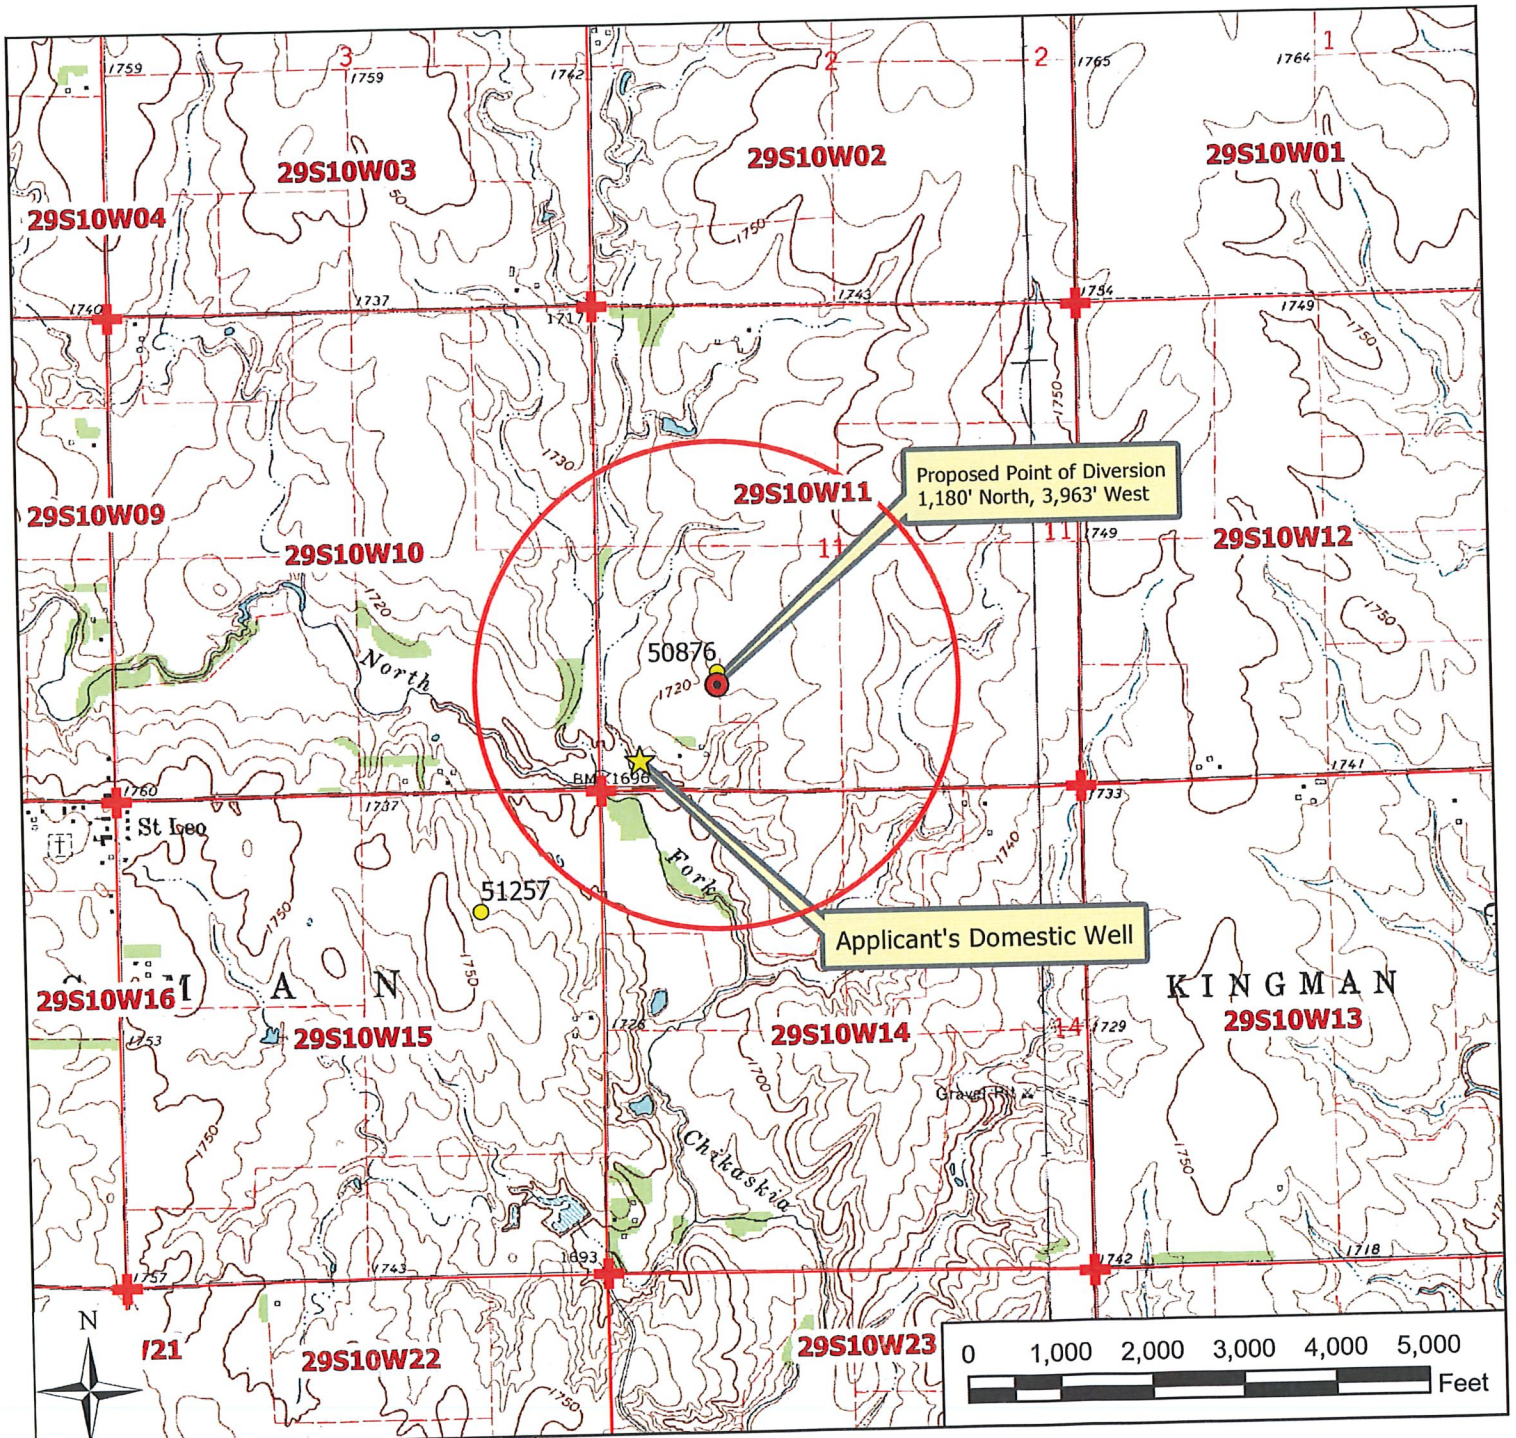 3
2
2
1
1759
1759
1742
1765
1764
29S10W03
29S10W02
29S10W01
29S10W04
50
1750
1740
1737
1717
1743
1754
1749
1750
1750
1730
Proposed Point of Diversion
1,180' North, 3,963' West
29S10W11
29S10W09
29S10W10
11
11
1749
29S10W12
1720
1750
North
50876
1720
BM 1696
1741
1760
1737
1733
St Leo
1740
Fork
51257
1750
1750
Applicant's Domestic Well
M A N
KINGMAN
29S10W16
29S10W13
1753
29S10W15
1726
29S10W14
14
1729
1700
Gravel Pit
1750
Chikaskia
1750
1693
1742
1718
1757
1743
N
21
29S10W22
29S10W23
1750
0 1,000 2,000 3,000 4,000 5,000
Feet